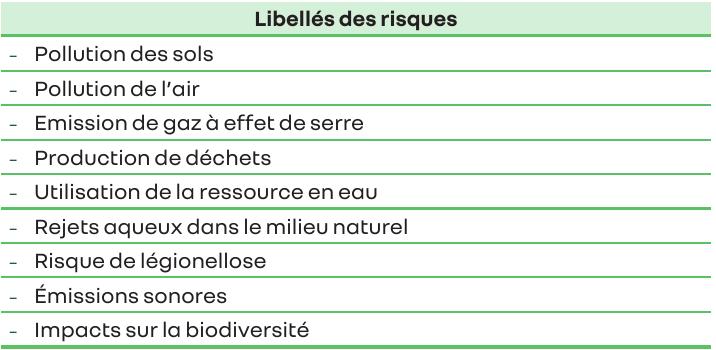 Libellés des risques
- Pollution des sols
- Pollution de l'air
- Emission de gaz à effet de serre
- Production de déchets
- Utilisation de la ressource en eau
- Rejets aqueux dans le milieu naturel
- Risque de légionellose
- Émissions sonores
- Impacts sur la biodiversité